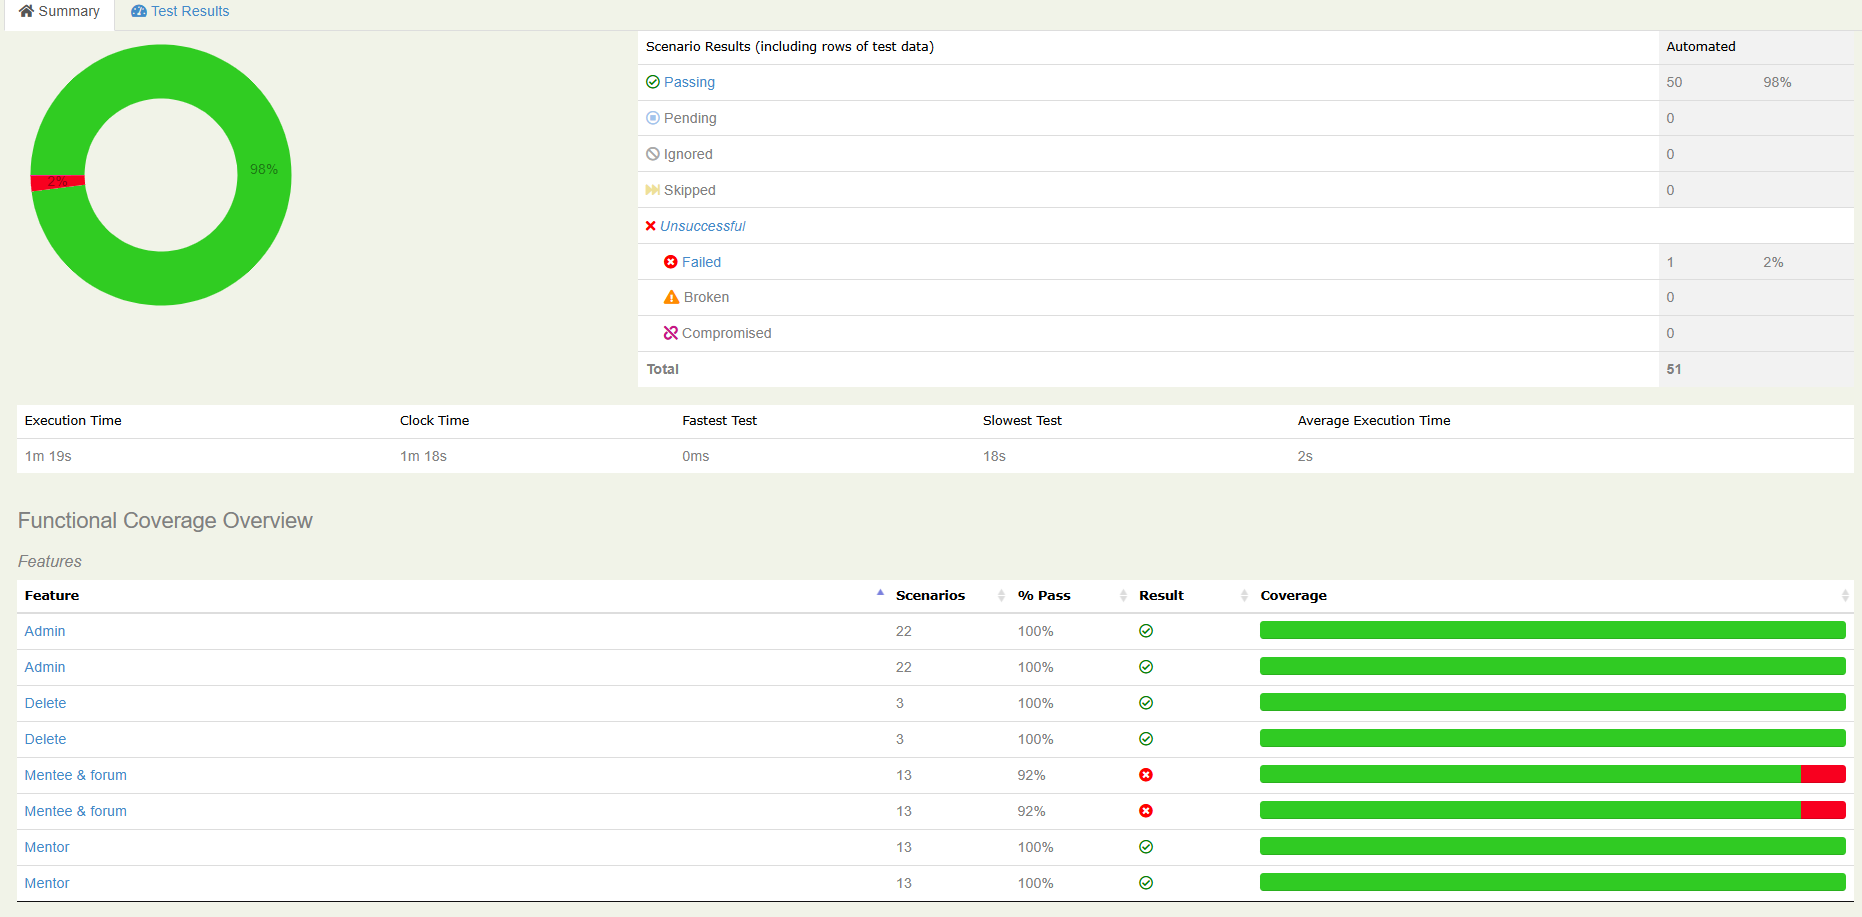 Summary Test Results
98%
2%
Scenario Results (including rows of test data) Automated
Passing 50 98%
Pending 0
Ignored 0
Skipped 0
Unsuccessful
Failed 1 2%
Broken 0
Compromised 0
Total 51
Execution Time Clock Time Fastest Test Slowest Test Average Execution Time
1m 19s 1m 18s 0ms 18s 2s
Functional Coverage Overview
Features
Feature Scenarios % Pass Result Coverage
Admin 22 100%
Admin 22 100%
Delete 3 100%
Delete 3 100%
Mentee & forum 13 92%
Mentee & forum 13 92%
Mentor 13 100%
Mentor 13 100%